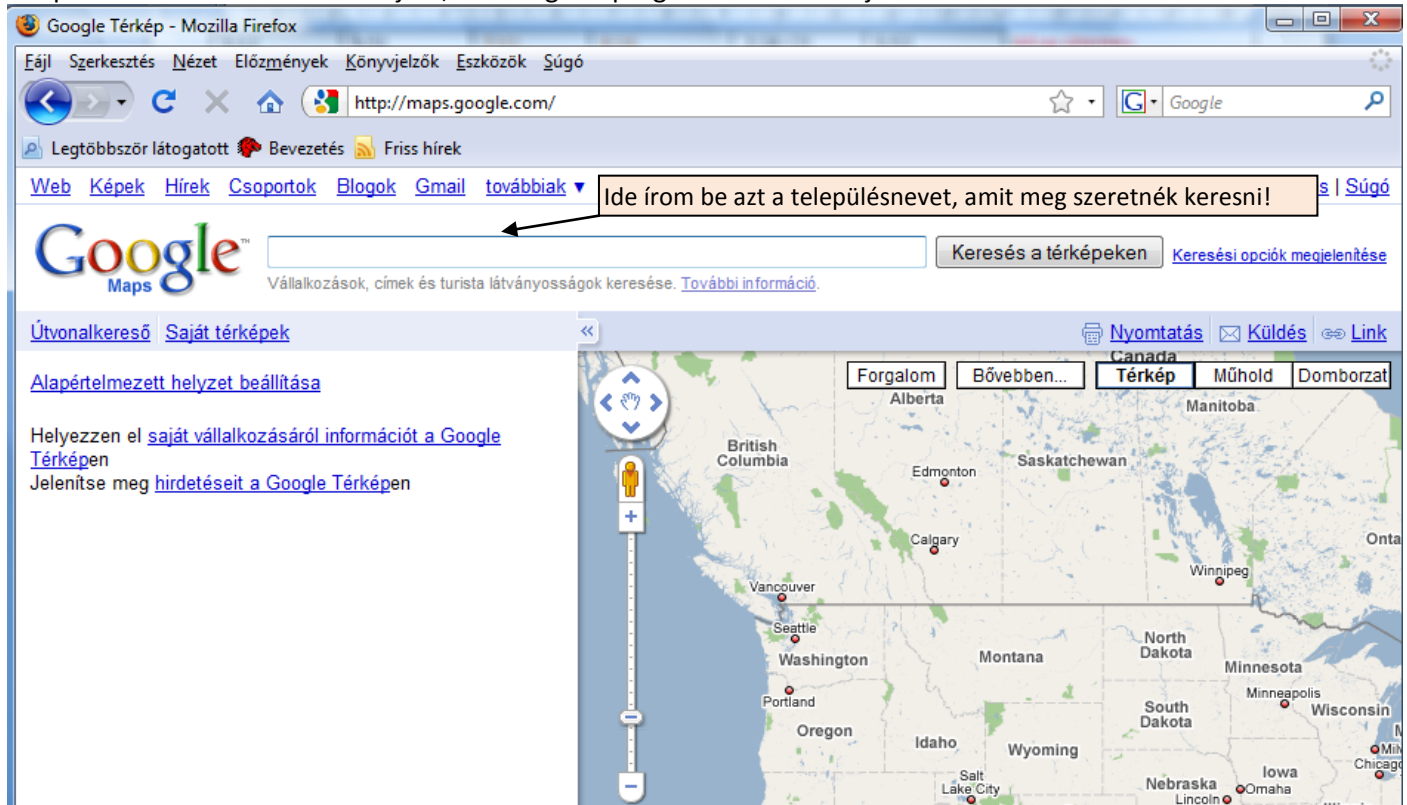 Google Térkép - Mozilla Firefox
Fájl Szerkesztés Nézet Előzmények Könyvjelzők Eszközök Súgó
http://maps.google.com/
G Google
Legtöbbször látogatott Bevezetés Friss hírek
Web Képek Hírek Csoportok Blogok Gmail továbbiak ▼
Ide írom be azt a településnevet, amit meg szeretnék keresni!
s | Súgó
Google™
Maps
Keresés a térképeken
Keresési opciók megjelenítése
Vállalkozások, címek és turista látványosságok keresése. További információ.
Útvonalkereső Saját térképek
«
Nyomtatás Küldés Link
Alapértelmezett helyzet beállítása
Helyezzen el saját vállalkozásáról információt a Google
Térképen
Jelenítse meg hirdetéseit a Google Térképen
Canada
Forgalom Bővebben... Térkép Műhold Domborzat
Alberta
Manitoba
British
Columbia
Edmonton
Saskatchewan
Calgary
Onta
Winnipeg
Vancouver
Seattle
Washington
Montana
North
Dakota
Minnesota
Portland
Minneapolis
South
Dakota
Wisconsin
Oregon
Idaho
Wyoming
Mil
Chicago
Salt
Lake City
Nebraska
Iowa
Omaha
Lincoln